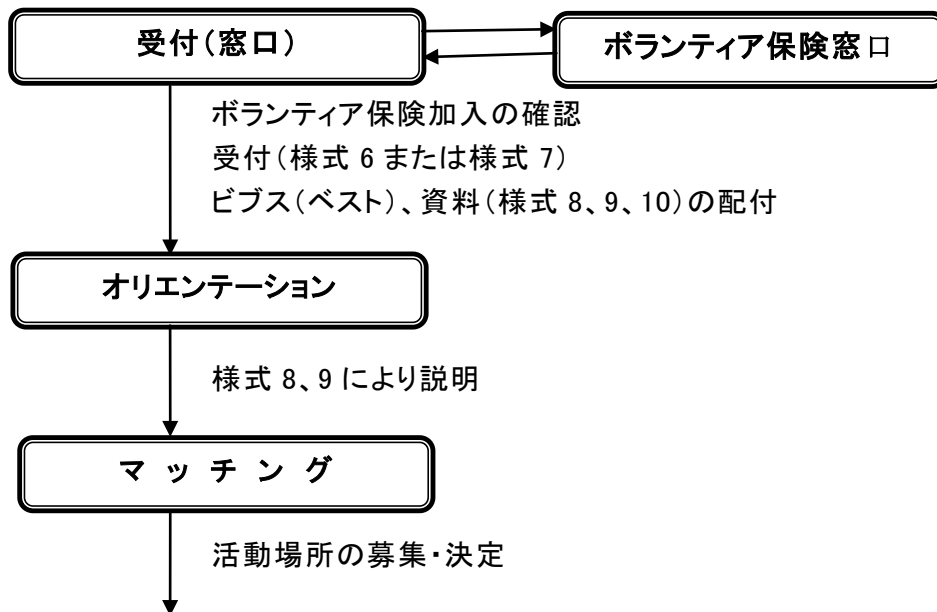 受付(窓口)
ボランティア保険窓口
ボランティア保険加入の確認
受付(様式 6 または様式 7)
ビブス(ベスト)、資料(様式 8、9、10)の配付
オリエンテーション
様式 8、9 により説明
マ ッ チ ン グ
活動場所の募集・決定